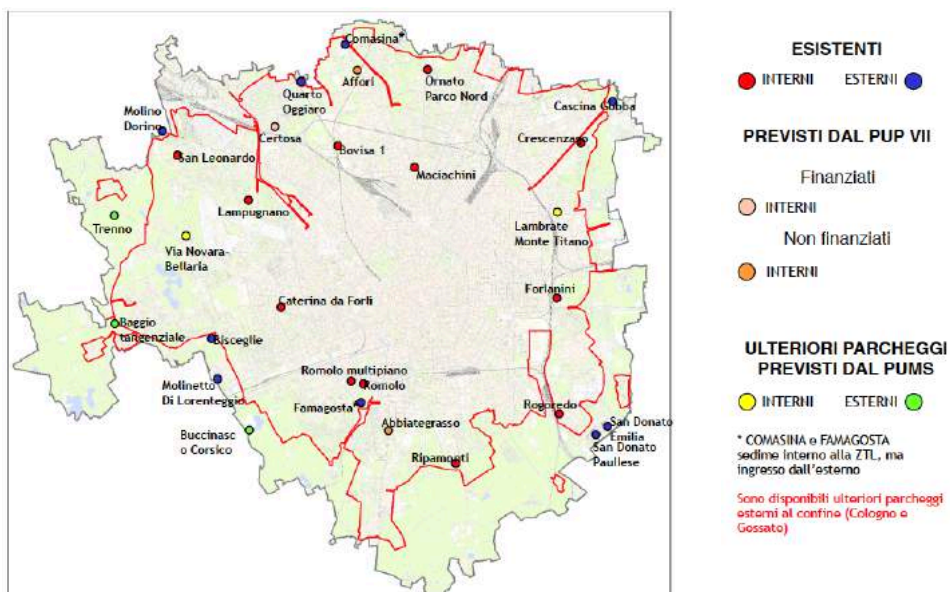 Comasina*
Affori
Ornato
Parco Nord
Quarto
Oggiaro
Cascina Gobba
Molino
Dorino
Certosa
Crescenzago
San Leonardo
Bovisa 1
Maciachini
Lampugnano
Trenno
Lambrate
Monte Titano
Via Novara-
Bellaria
Forlanini
Caterina da Forlì
Baggio
tangenziale
Bisceglie
Romolo multipiano
Romolo
Molinetto
Di Lorenteggio
Famagosta
Rogoredo
San Donato
Emilia
San Donato
Paullese
Buccinasc
o Corsico
Abbiategrasso
Ripamonti
ESISTENTI
INTERNI ESTERNI
PREVISTI DAL PUP VII
Finanziati
INTERNI
Non finanziati
INTERNI
ULTERIORI PARCHEGGI
PREVISTI DAL PUMS
INTERNI ESTERNI
* COMASINA e FAMAGOSTA
sedime interno alla ZTL, ma
ingresso dall'esterno
Sono disponibili ulteriori parcheggi
esterni al confine (Cologno e
Gessate)